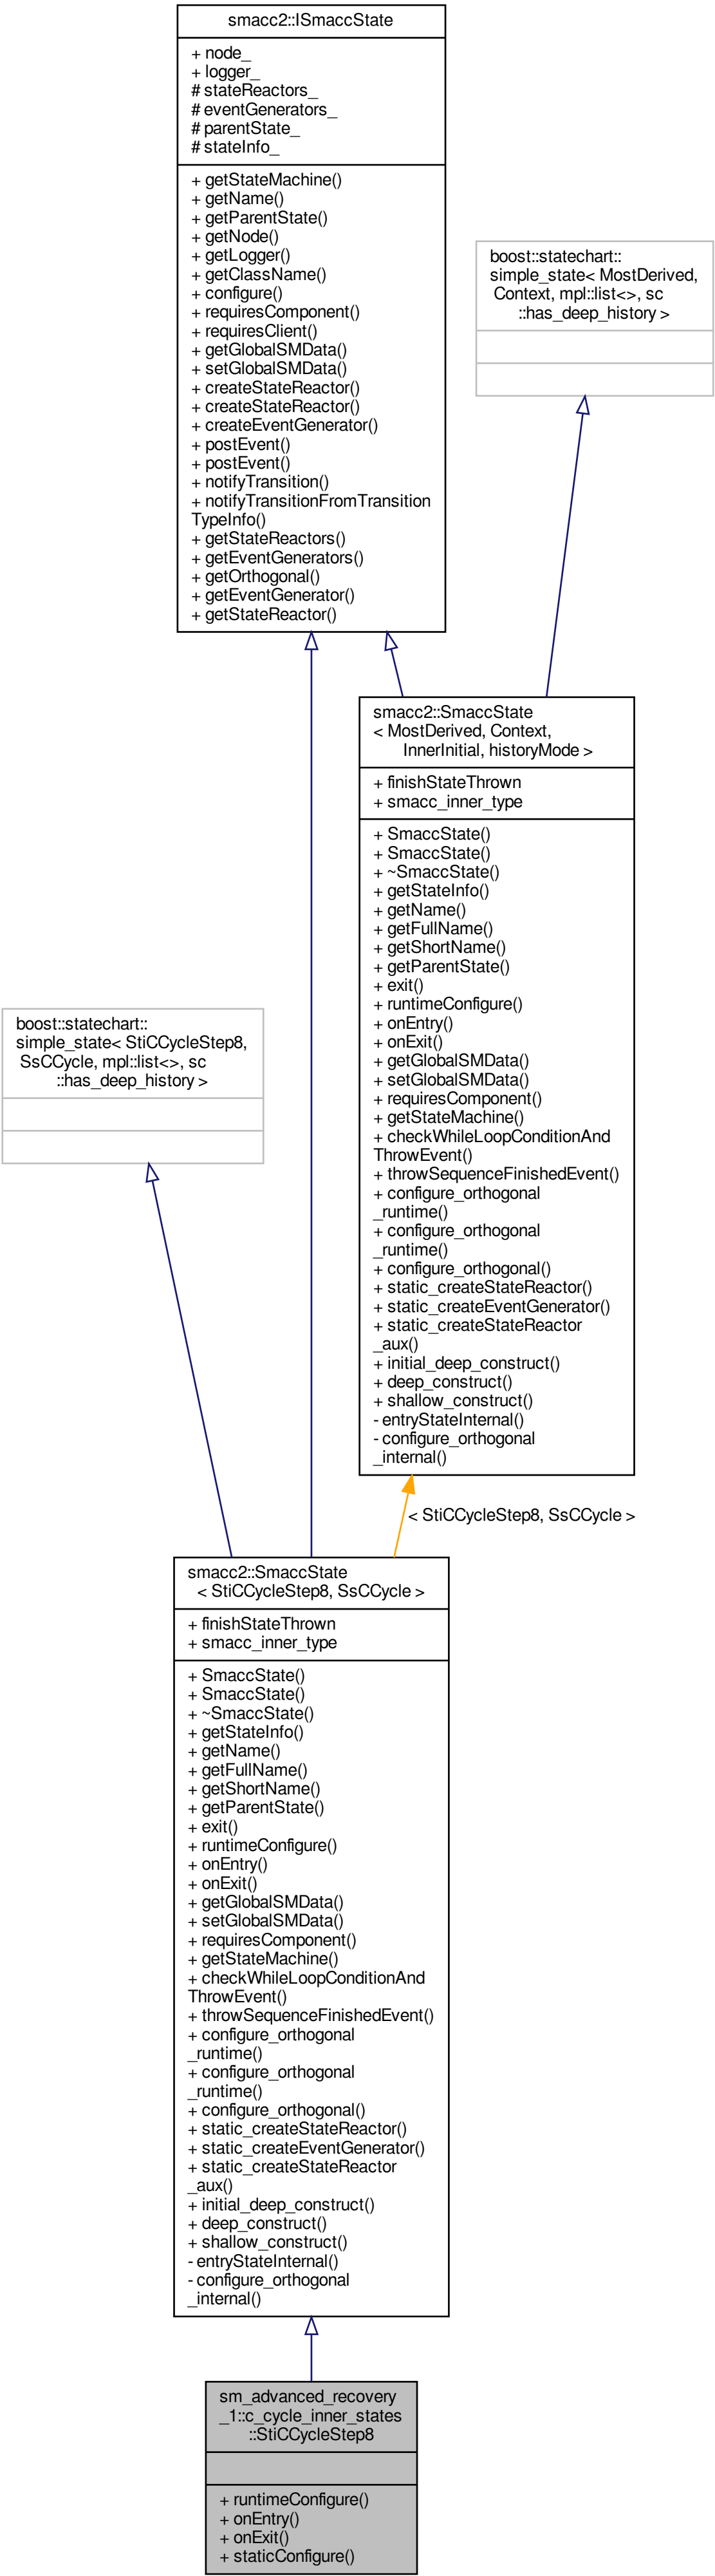 smacc2::ISmaccState
+ node_
+ logger_
# stateReactors_
# eventGenerators_
# parentState_
# stateInfo_
+ getStateMachine()
+ getName()
+ getParentState()
+ getNode()
+ getLogger()
+ getClassName()
+ configure()
+ requiresComponent()
+ requiresClient()
+ getGlobalSMData()
+ setGlobalSMData()
+ createStateReactor()
+ createStateReactor()
+ createEventGenerator()
+ postEvent()
+ postEvent()
+ notifyTransition()
+ notifyTransitionFromTransition
TypeInfo()
+ getStateReactors()
+ getEventGenerators()
+ getOrthogonal()
+ getEventGenerator()
+ getStateReactor()
boost::statechart::
simple_state< MostDerived,
Context, mpl::list<>, sc
::has_deep_history >
smacc2::SmaccState
< MostDerived, Context,
InnerInitial, historyMode >
+ finishStateThrown
+ smacc_inner_type
+ SmaccState()
+ SmaccState()
+ ~SmaccState()
+ getStateInfo()
+ getName()
+ getFullName()
+ getShortName()
+ getParentState()
+ exit()
+ runtimeConfigure()
+ onEntry()
+ onExit()
+ getGlobalSMData()
+ setGlobalSMData()
+ requiresComponent()
+ getStateMachine()
+ checkWhileLoopConditionAnd
ThrowEvent()
+ throwSequenceFinishedEvent()
+ configure_orthogonal
_runtime()
+ configure_orthogonal
_runtime()
+ configure_orthogonal()
+ static_createStateReactor()
+ static_createEventGenerator()
+ static_createStateReactor
_aux()
+ initial_deep_construct()
+ deep_construct()
+ shallow_construct()
- entryStateInternal()
- configure_orthogonal
_internal()
boost::statechart::
simple_state< StiCCycleStep8,
SsCCycle, mpl::list<>, sc
::has_deep_history >
< StiCCycleStep8, SsCCycle >
smacc2::SmaccState
< StiCCycleStep8, SsCCycle >
+ finishStateThrown
+ smacc_inner_type
+ SmaccState()
+ SmaccState()
+ ~SmaccState()
+ getStateInfo()
+ getName()
+ getFullName()
+ getShortName()
+ getParentState()
+ exit()
+ runtimeConfigure()
+ onEntry()
+ onExit()
+ getGlobalSMData()
+ setGlobalSMData()
+ requiresComponent()
+ getStateMachine()
+ checkWhileLoopConditionAnd
ThrowEvent()
+ throwSequenceFinishedEvent()
+ configure_orthogonal
_runtime()
+ configure_orthogonal
_runtime()
+ configure_orthogonal()
+ static_createStateReactor()
+ static_createEventGenerator()
+ static_createStateReactor
_aux()
+ initial_deep_construct()
+ deep_construct()
+ shallow_construct()
- entryStateInternal()
- configure_orthogonal
_internal()
sm_advanced_recovery
_1::c_cycle_inner_states
::StiCCycleStep8
+ runtimeConfigure()
+ onEntry()
+ onExit()
+ staticConfigure()